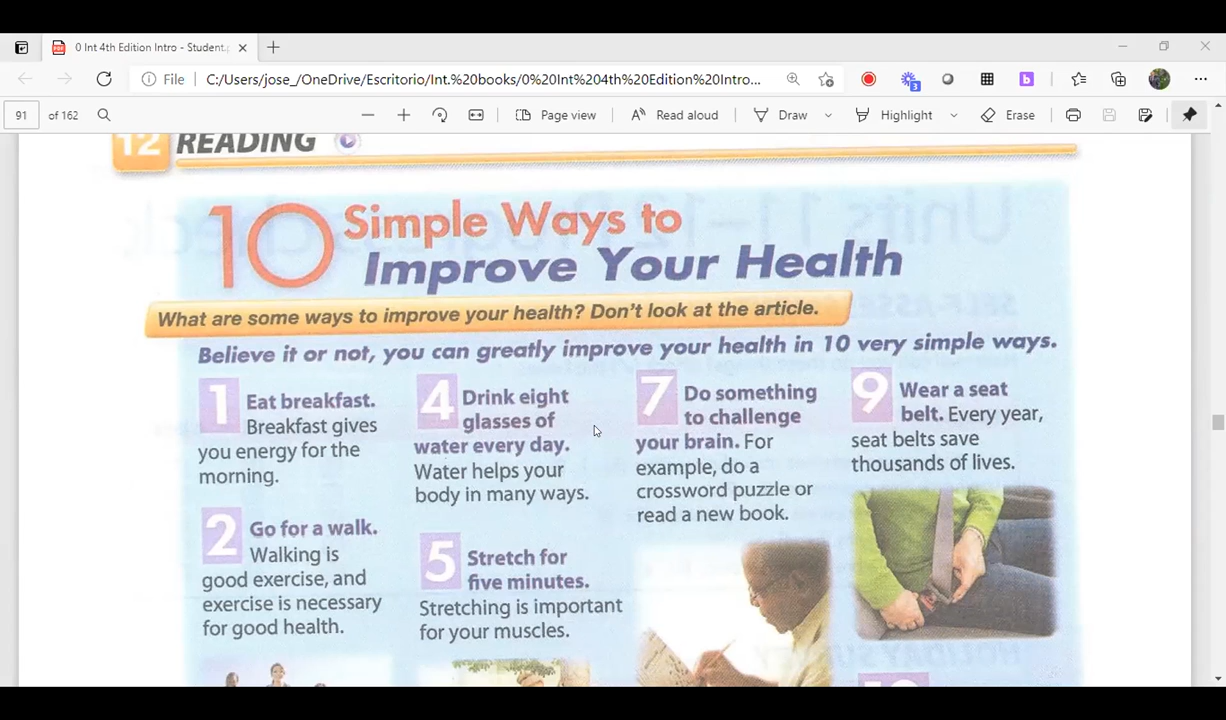 0 Int 4th Edition Intro - Student.
File
C:/Users/jose_/OneDrive/Escritorio/Int.%20books/0%20Int%204th%20Edition%20Intro...
3
b
91 of 162
Page view
Read aloud
Draw
Highlight
Erase
12 READING
10 Simple Ways to
Improve Your Health
What are some ways to improve your health? Don't look at the article.
Believe it or not, you can greatly improve your health in 10 very simple ways.
1 Eat breakfast.
Breakfast gives
you energy for the
morning.
2 Go for a walk.
Walking is
good exercise, and
exercise is necessary
for good health.
4 Drink eight
glasses of
water every day.
Water helps your
body in many ways.
5 Stretch for
five minutes.
Stretching is important
for your muscles.
7 Do something
to challenge
your brain. For
example, do a
crossword puzzle or
read a new book.
9 Wear a seat
belt. Every year,
seat belts save
thousands of lives.